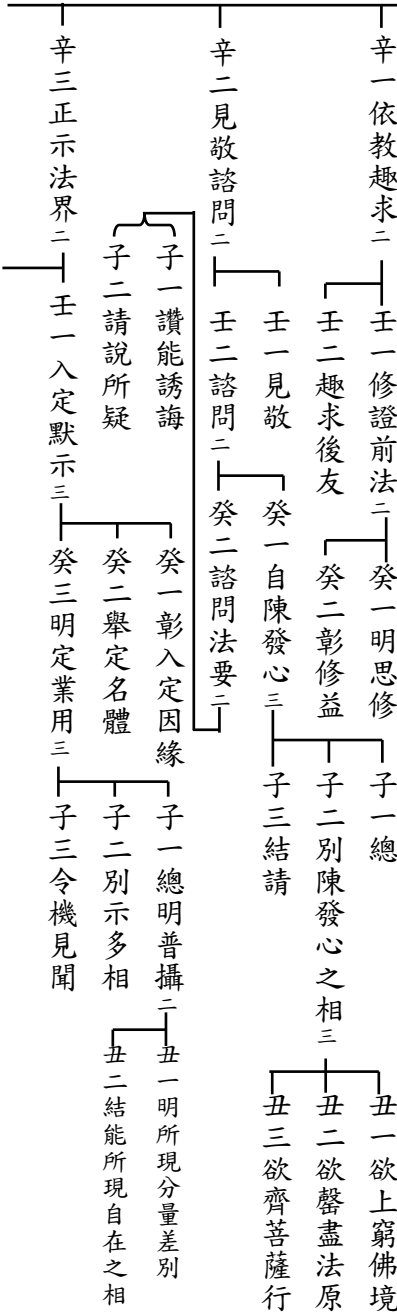 辛一依教趣求二
壬一修證前法二
癸一明思修
癸二彰修益
壬二趣求後友
辛二見敬諮問二
壬一見敬
壬二諮問二
癸一自陳發心三
子一總
子二別陳發心之相三
丑一欲上窮佛境
丑二欲罄盡法原
丑三欲齊菩薩行
子三結請
癸二諮問法要二
子一讚能誘誨
子二請說所疑
辛三正示法界二
壬一入定默示三
癸一彰入定因緣
癸二舉定名體
癸三明定業用三
子一總明普攝二
丑一明所現分量差別
丑二結能所現自在之相
子二別示多相
子三令機見聞